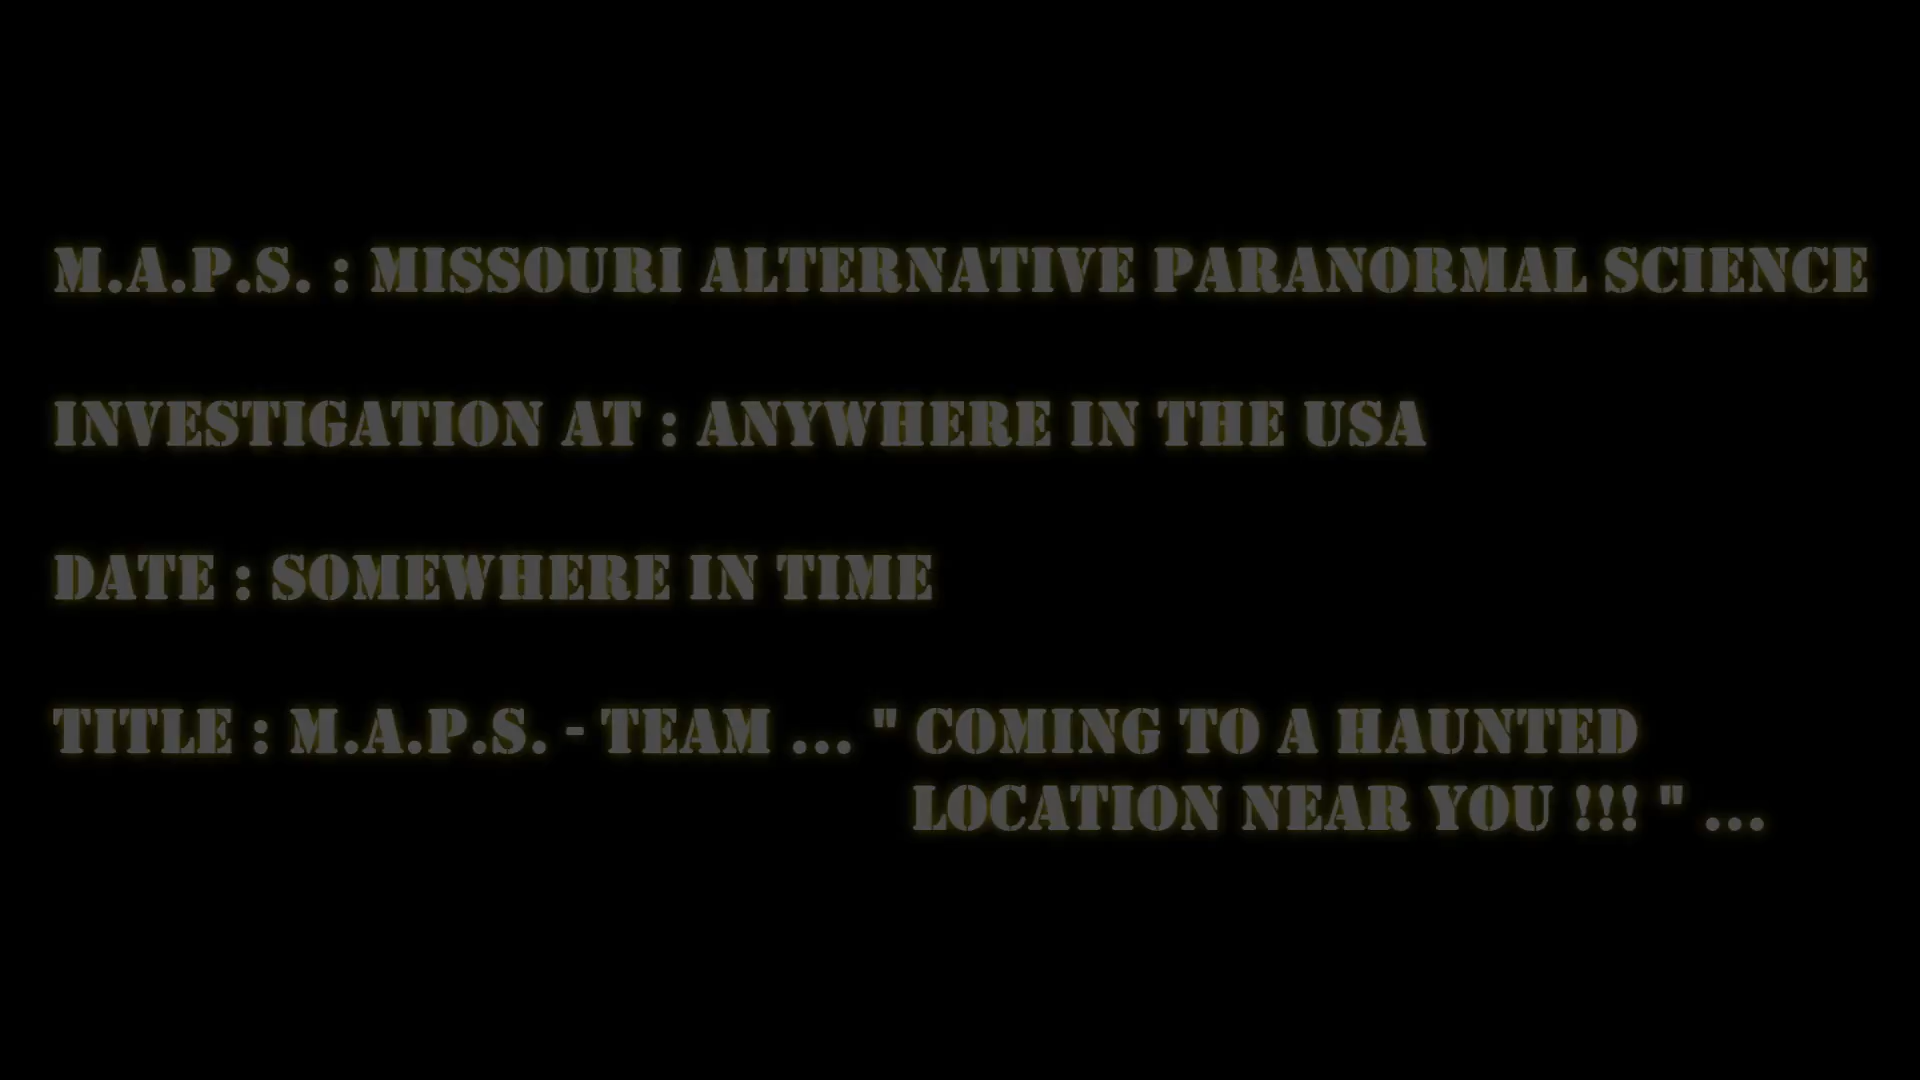 M.A.P.S. : MISSOURI ALTERNATIVE PARANORMAL SCIENCE
INVESTIGATION AT : ANYWHERE IN THE USA
DATE : SOMEWHERE IN TIME
TITLE : M.A.P.S. - TEAM ... " COMING TO A HAUNTED
LOCATION NEAR YOU !!! " ...